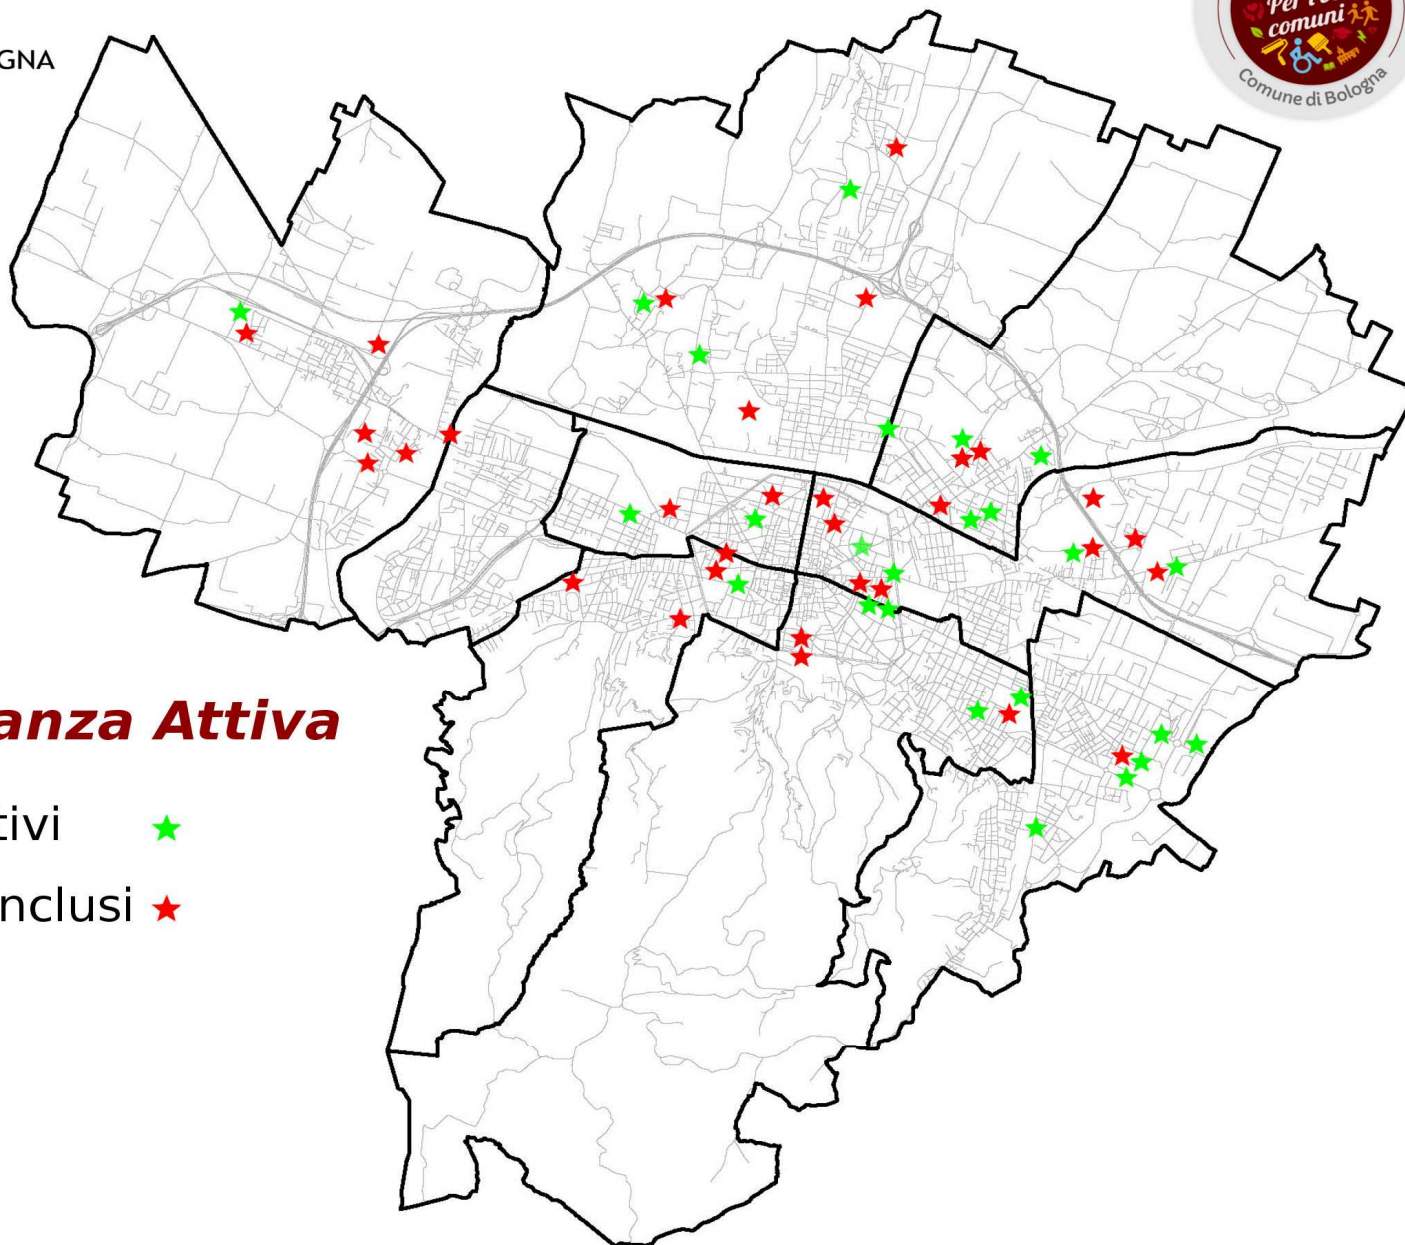 GNA
Per i
comuni
Comune di Bologna
anza Attiva
tivi
nclusi